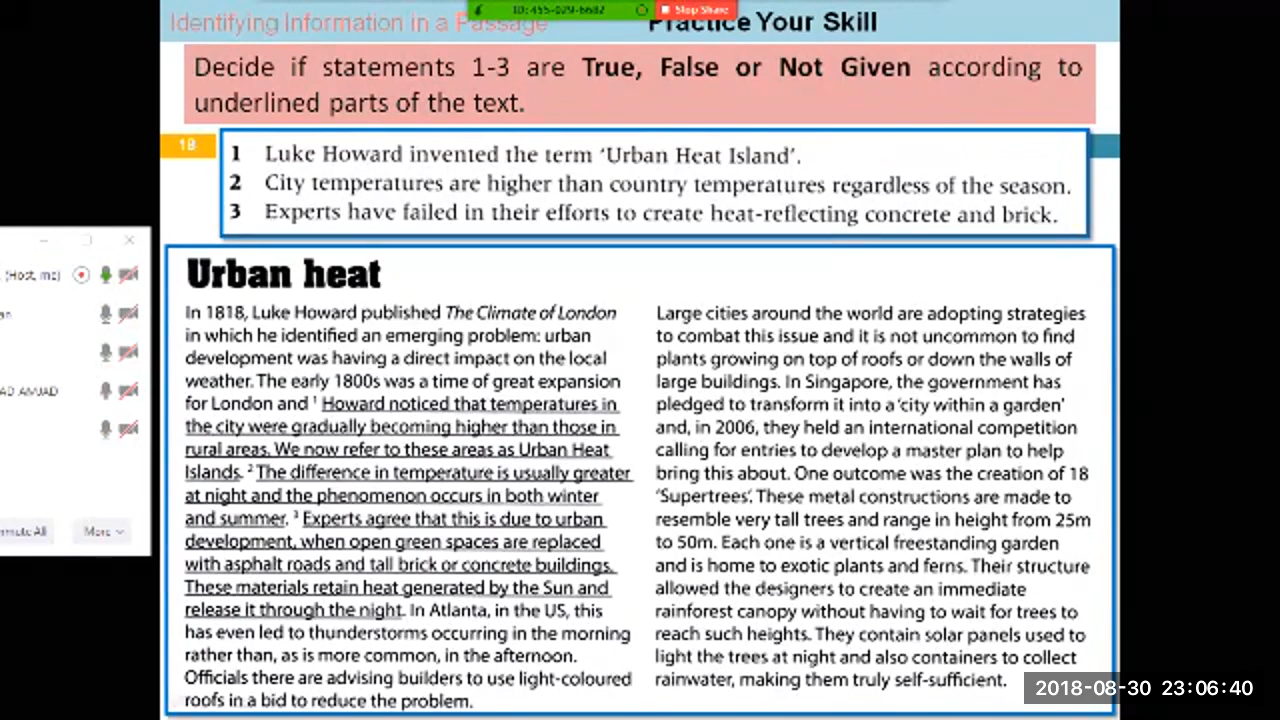 Identifying Information in a Passage
Practice Your Skill
ID: 455-029-6682
Stop Share
Decide if statements 1-3 are True, False or Not Given according to
underlined parts of the text.
18
1 Luke Howard invented the term ‘Urban Heat Island’.
2 City temperatures are higher than country temperatures regardless of the season.
3 Experts have failed in their efforts to create heat-reflecting concrete and brick.
(Host, me)
More
Urban heat
In 1818, Luke Howard published The Climate of London
in which he identified an emerging problem: urban
development was having a direct impact on the local
weather. The early 1800s was a time of great expansion
for London and ¹ Howard noticed that temperatures in
the city were gradually becoming higher than those in
rural areas. We now refer to these areas as Urban Heat
Islands. ² The difference in temperature is usually greater
at night and the phenomenon occurs in both winter
and summer. ³ Experts agree that this is due to urban
development, when open green spaces are replaced
with asphalt roads and tall brick or concrete buildings.
These materials retain heat generated by the Sun and
release it through the night. In Atlanta, in the US, this
has even led to thunderstorms occurring in the morning
rather than, as is more common, in the afternoon.
Officials there are advising builders to use light-coloured
roofs in a bid to reduce the problem.
Large cities around the world are adopting strategies
to combat this issue and it is not uncommon to find
plants growing on top of roofs or down the walls of
large buildings. In Singapore, the government has
pledged to transform it into a ‘city within a garden’
and, in 2006, they held an international competition
calling for entries to develop a master plan to help
bring this about. One outcome was the creation of 18
‘Supertrees’. These metal constructions are made to
resemble very tall trees and range in height from 25m
to 50m. Each one is a vertical freestanding garden
and is home to exotic plants and ferns. Their structure
allowed the designers to create an immediate
rainforest canopy without having to wait for trees to
reach such heights. They contain solar panels used to
light the trees at night and also containers to collect
rainwater, making them truly self-sufficient.
2018-08-30 23:06:40